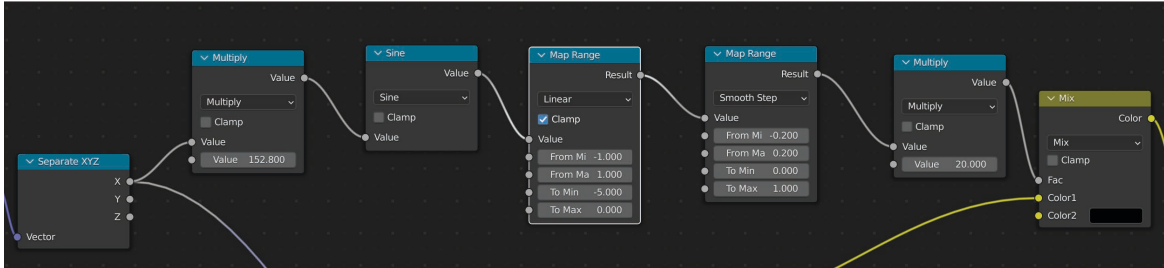 Separate XYZ
X
Y
Z
Vector
Multiply
Value
Multiply
Clamp
Value
Value 152.800
Sine
Value
Sine
Clamp
Value
Map Range
Result
Linear
Clamp
Value
From Mi -1.000
From Ma 1.000
To Min -5.000
To Max 0.000
Map Range
Result
Smooth Step
Value
From Mi -0.200
From Ma 0.200
To Min 0.000
To Max 1.000
Multiply
Value
Multiply
Clamp
Value
Value 20.000
Mix
Color
Mix
Clamp
Fac
Color1
Color2